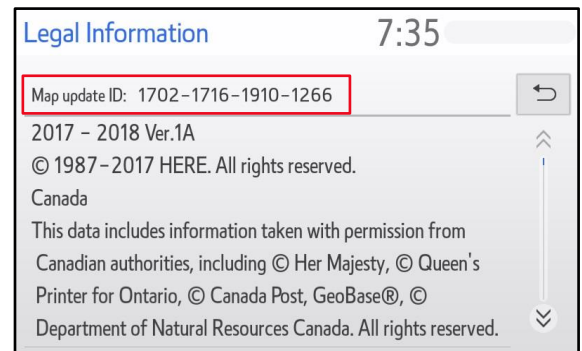 Legal Information 7:35
Map update ID: 1702-1716-1910-1266
2017 - 2018 Ver.1A
© 1987-2017 HERE. All rights reserved.
Canada
This data includes information taken with permission from
Canadian authorities, including © Her Majesty, © Queen's
Printer for Ontario, © Canada Post, GeoBase®, ©
Department of Natural Resources Canada. All rights reserved.